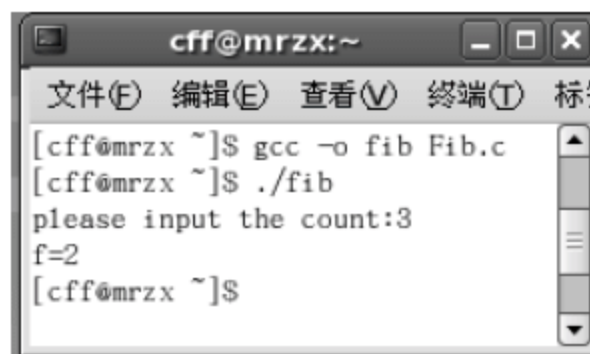 cff@mrzx:~
文件(F) 编辑(E) 查看(V) 终端(T)
[cff@mrzx ~]$ gcc -o fib Fib.c
[cff@mrzx ~]$ ./fib
please input the count:3
f=2
[cff@mrzx ~]$